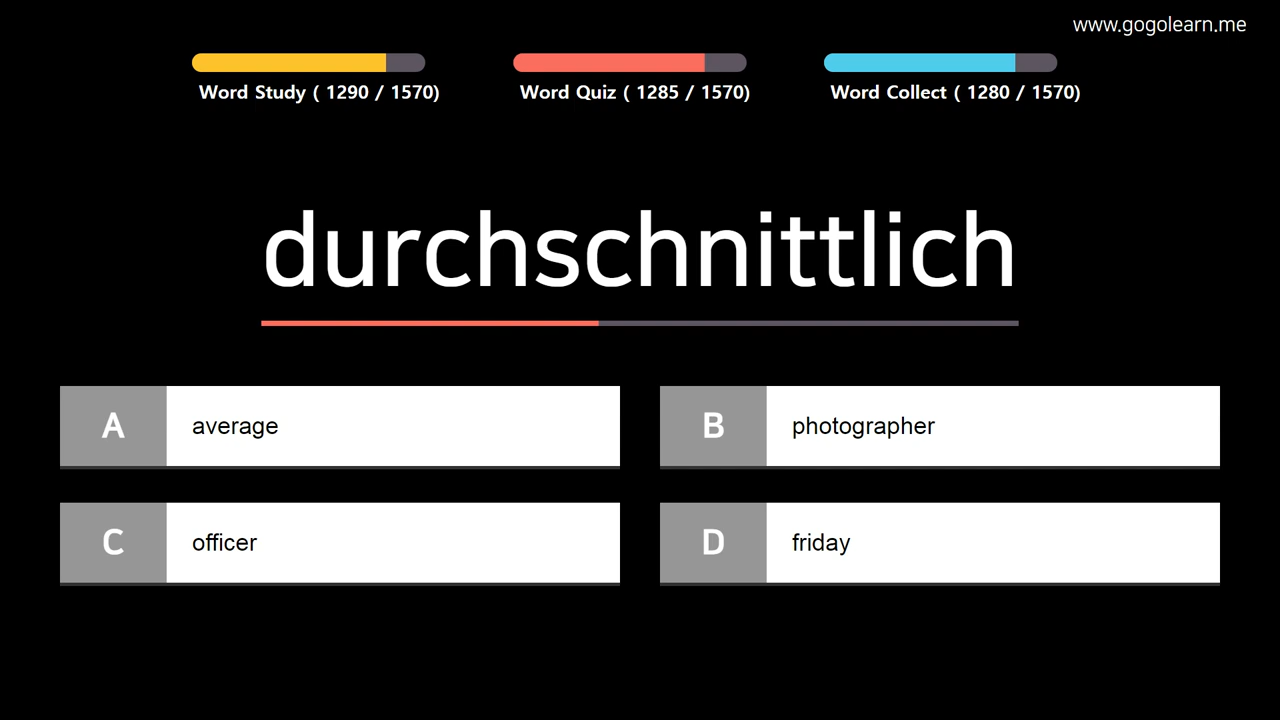 www.gogolearn.me
Word Study ( 1290 / 1570)
Word Quiz ( 1285 / 1570)
Word Collect ( 1280 / 1570)
durchschnittlich
A average
B photographer
C officer
D friday